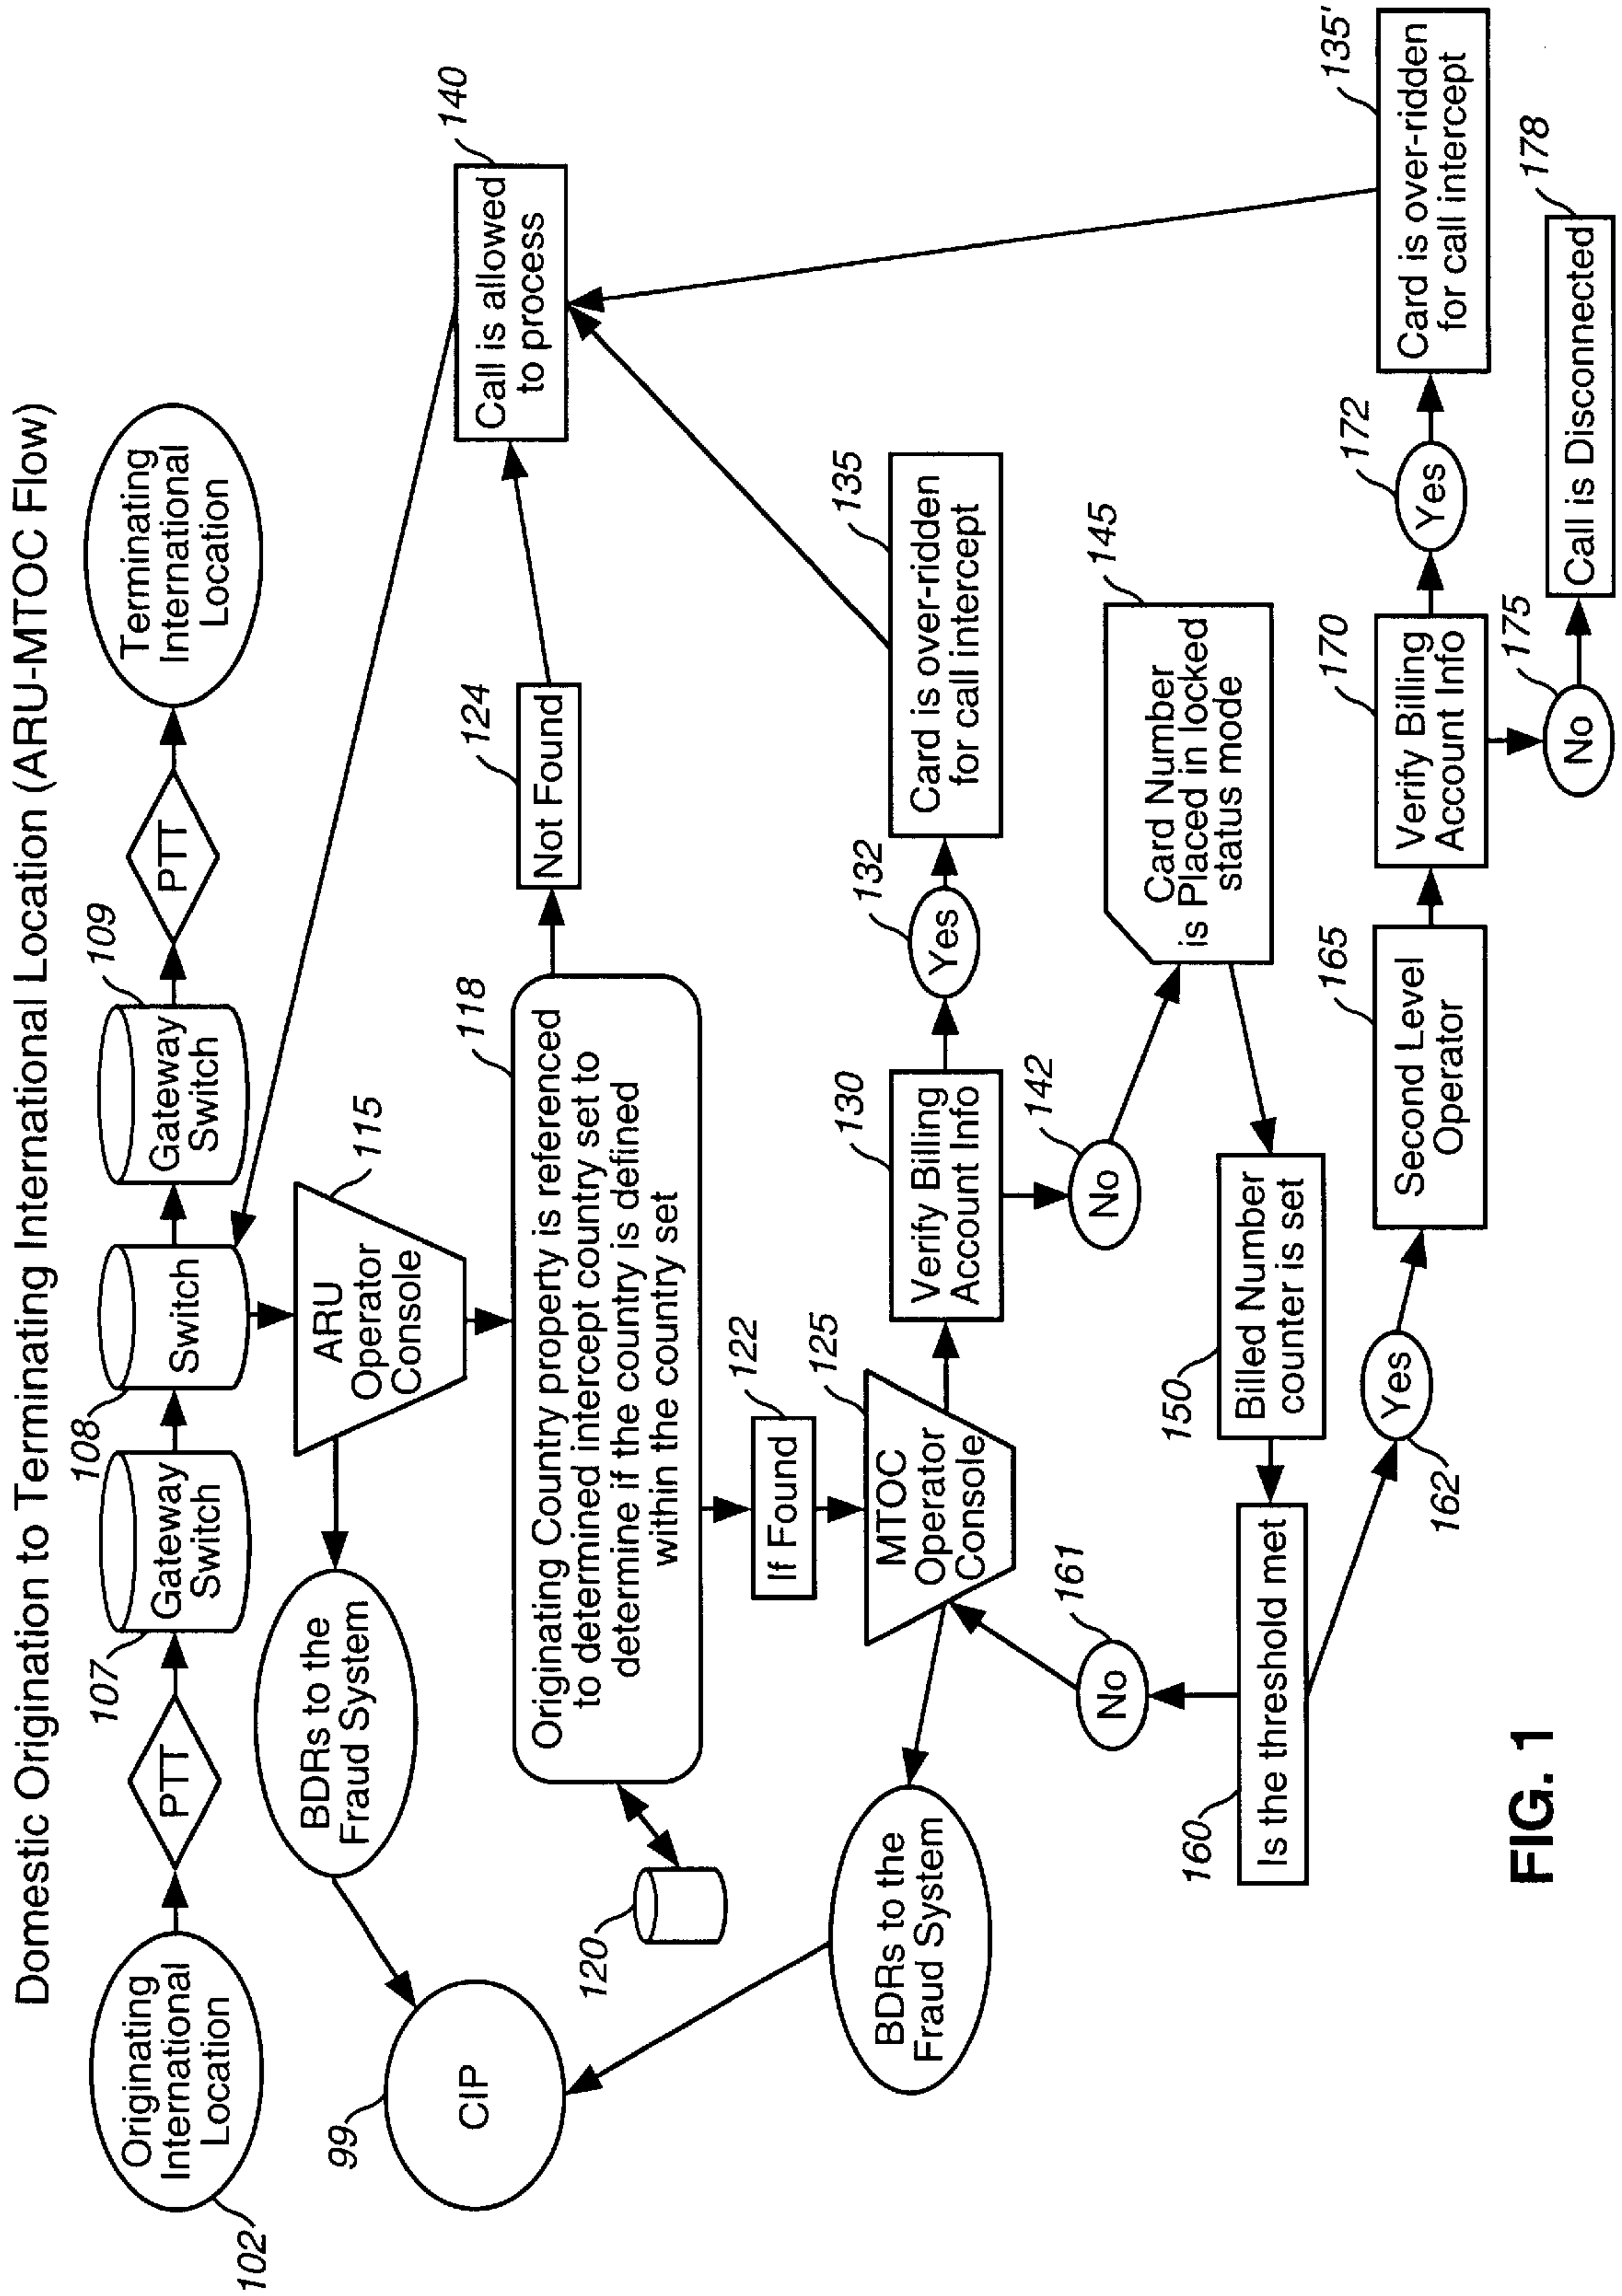 Domestic Origination to Terminating International Location (ARU-MTOC Flow)
Originating
International
Location
102
PTT
107
Gateway
Switch
108
Switch
109
Gateway
Switch
PTT
Terminating
International
Location
115
ARU
Operator
Console
BDRs to the
Fraud System
99
CIP
118
Originating Country property is referenced
to determined intercept country set to
determine if the country is defined
within the country set
120
124
Not Found
140
Call is allowed
to process
122
If Found
125
MTOC
Operator
Console
BDRs to the
Fraud System
130
Verify Billing
Account Info
132
Yes
135
Card is over-ridden
for call intercept
142
No
145
Card Number
is Placed in locked
status mode
150
Billed Number
counter is set
160
Is the threshold met
161
No
162
Yes
165
Second Level
Operator
170
Verify Billing
Account Info
172
Yes
135'
Card is over-ridden
for call intercept
175
No
178
Call is Disconnected
FIG. 1